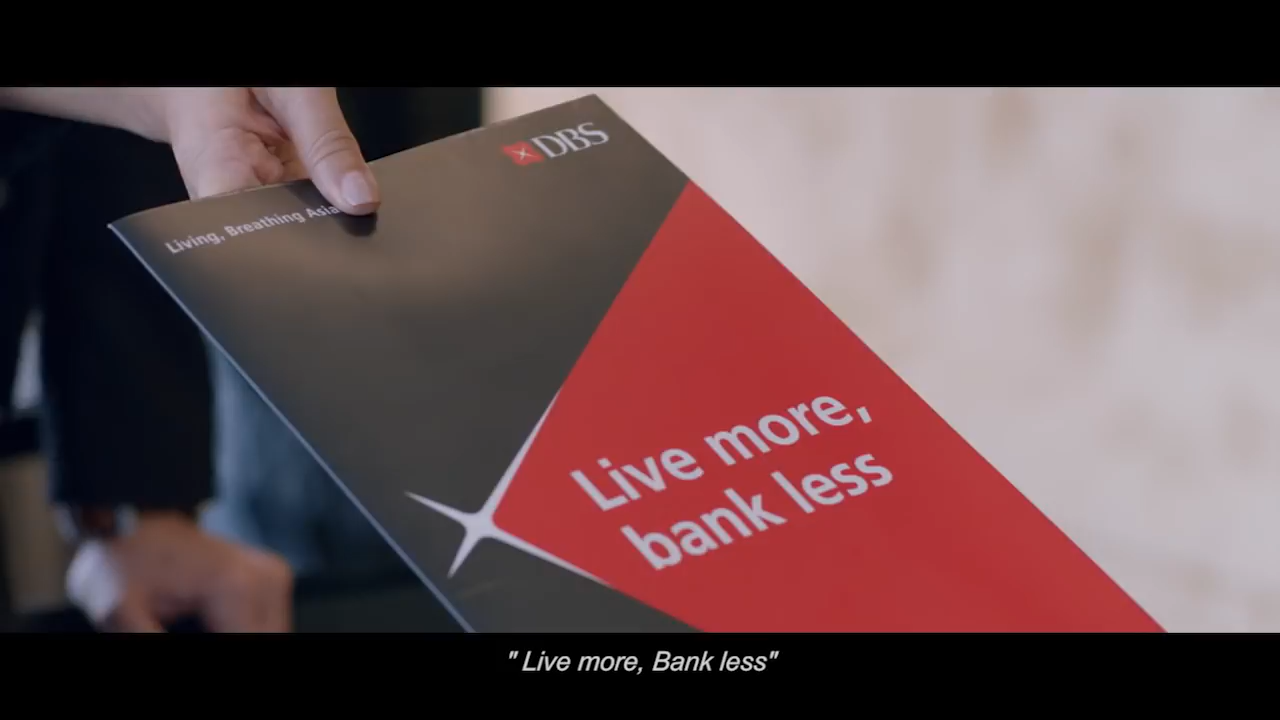 DBS
Living, Breathing Asia
Live more,
bank less
" Live more, Bank less"